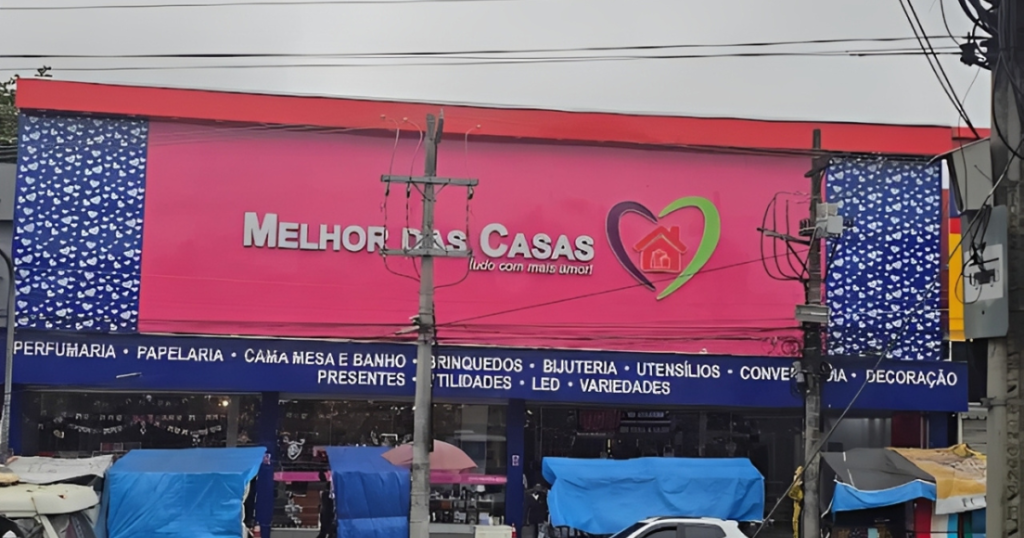 MELHOR DAS CASAS
tudo com mais amor!
PERFUMARIA • PAPELARIA • CAMA MESA E BANHO • BRINQUEDOS • BIJUTERIA • UTENSÍLIOS • DECORAÇÃO
PRESENTES • UTILIDADES • LED • VARIEDADES